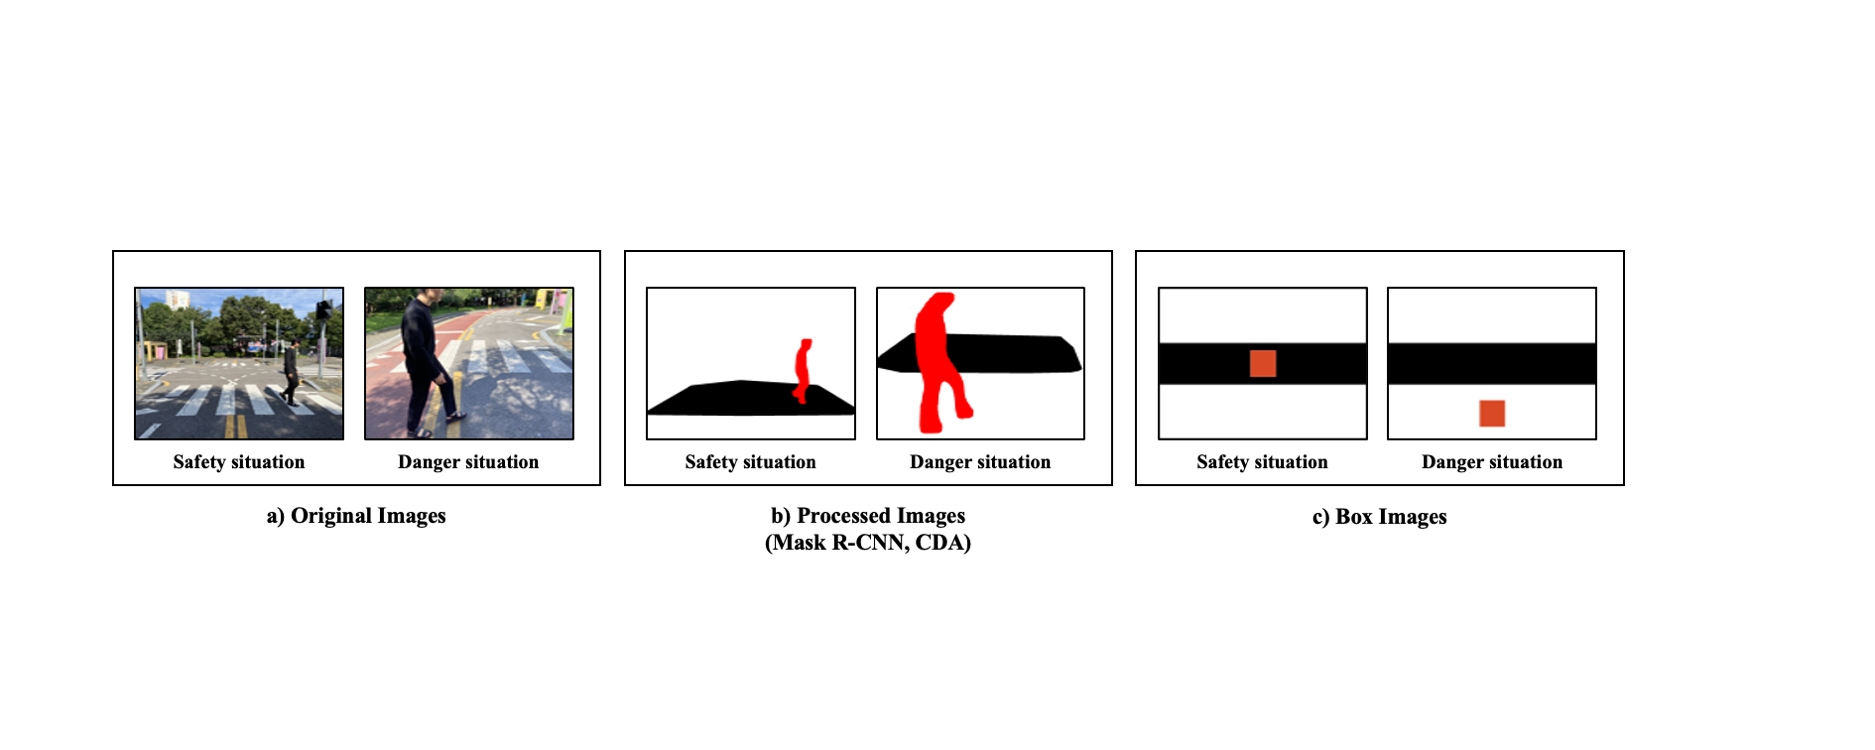 Safety situation
Danger situation
a) Original Images
Safety situation
Danger situation
b) Processed Images
(Mask R-CNN, CDA)
Safety situation
Danger situation
c) Box Images